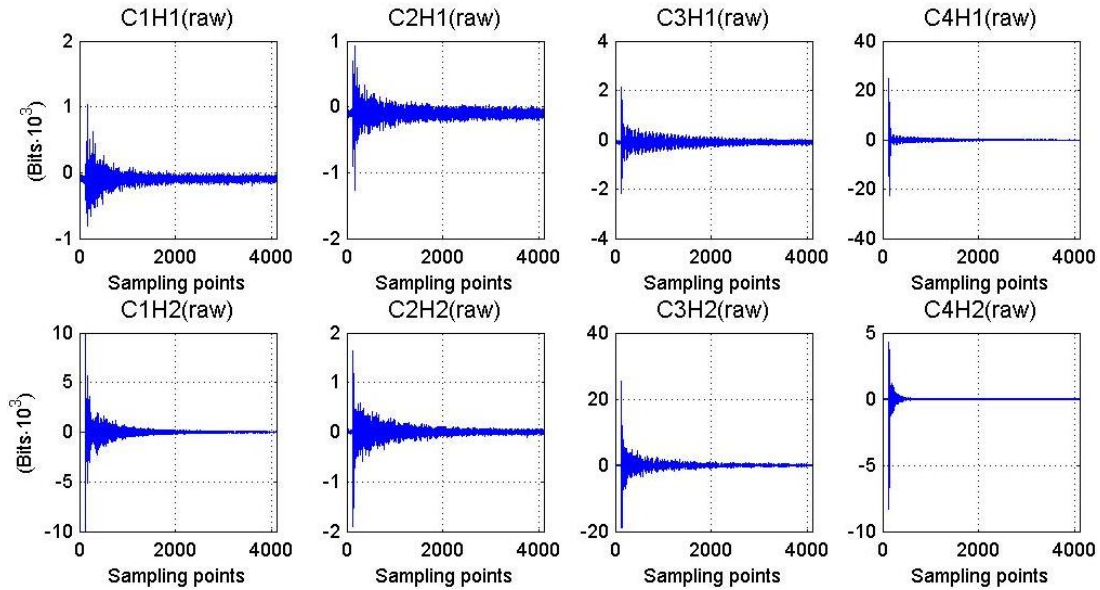 C1H1(raw) C2H1(raw) C3H1(raw) C4H1(raw)
2 1 4 40
1 0 2 20
0 -1 0 0
-1 -2 -2 -20
-4 -40
(Bits·10^3)
0 2000 4000 0 2000 4000 0 2000 4000 0 2000 4000
Sampling points Sampling points Sampling points Sampling points
C1H2(raw) C2H2(raw) C3H2(raw) C4H2(raw)
10 2 40 5
5 1 20 0
0 0 0 -5
-5 -1 -20 -10
-10 -2
(Bits·10^3)
0 2000 4000 0 2000 4000 0 2000 4000 0 2000 4000
Sampling points Sampling points Sampling points Sampling points